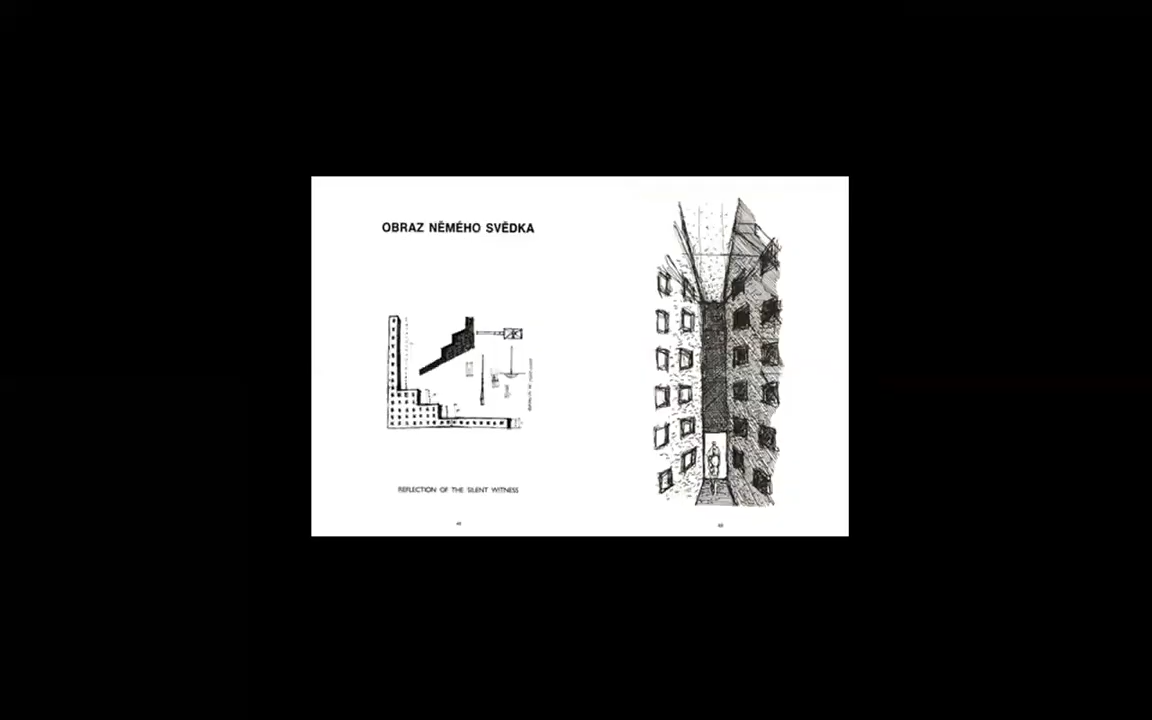 OBRAZ NĚMÉHO SVĚDKA
REFLECTION OF THE SILENT WITNESS